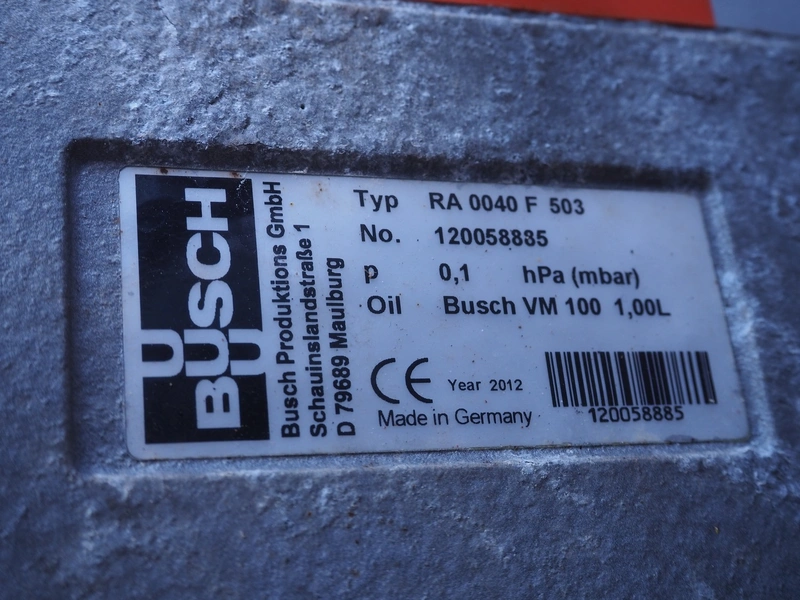 BUSCH
Busch Produktions GmbH
Schauinslandstraße 1
D 79689 Maulburg
Typ RA 0040 F 503
No. 120058885
p 0,1 hPa (mbar)
Oil Busch VM 100 1,00L
CE Year 2012
Made in Germany
120058885